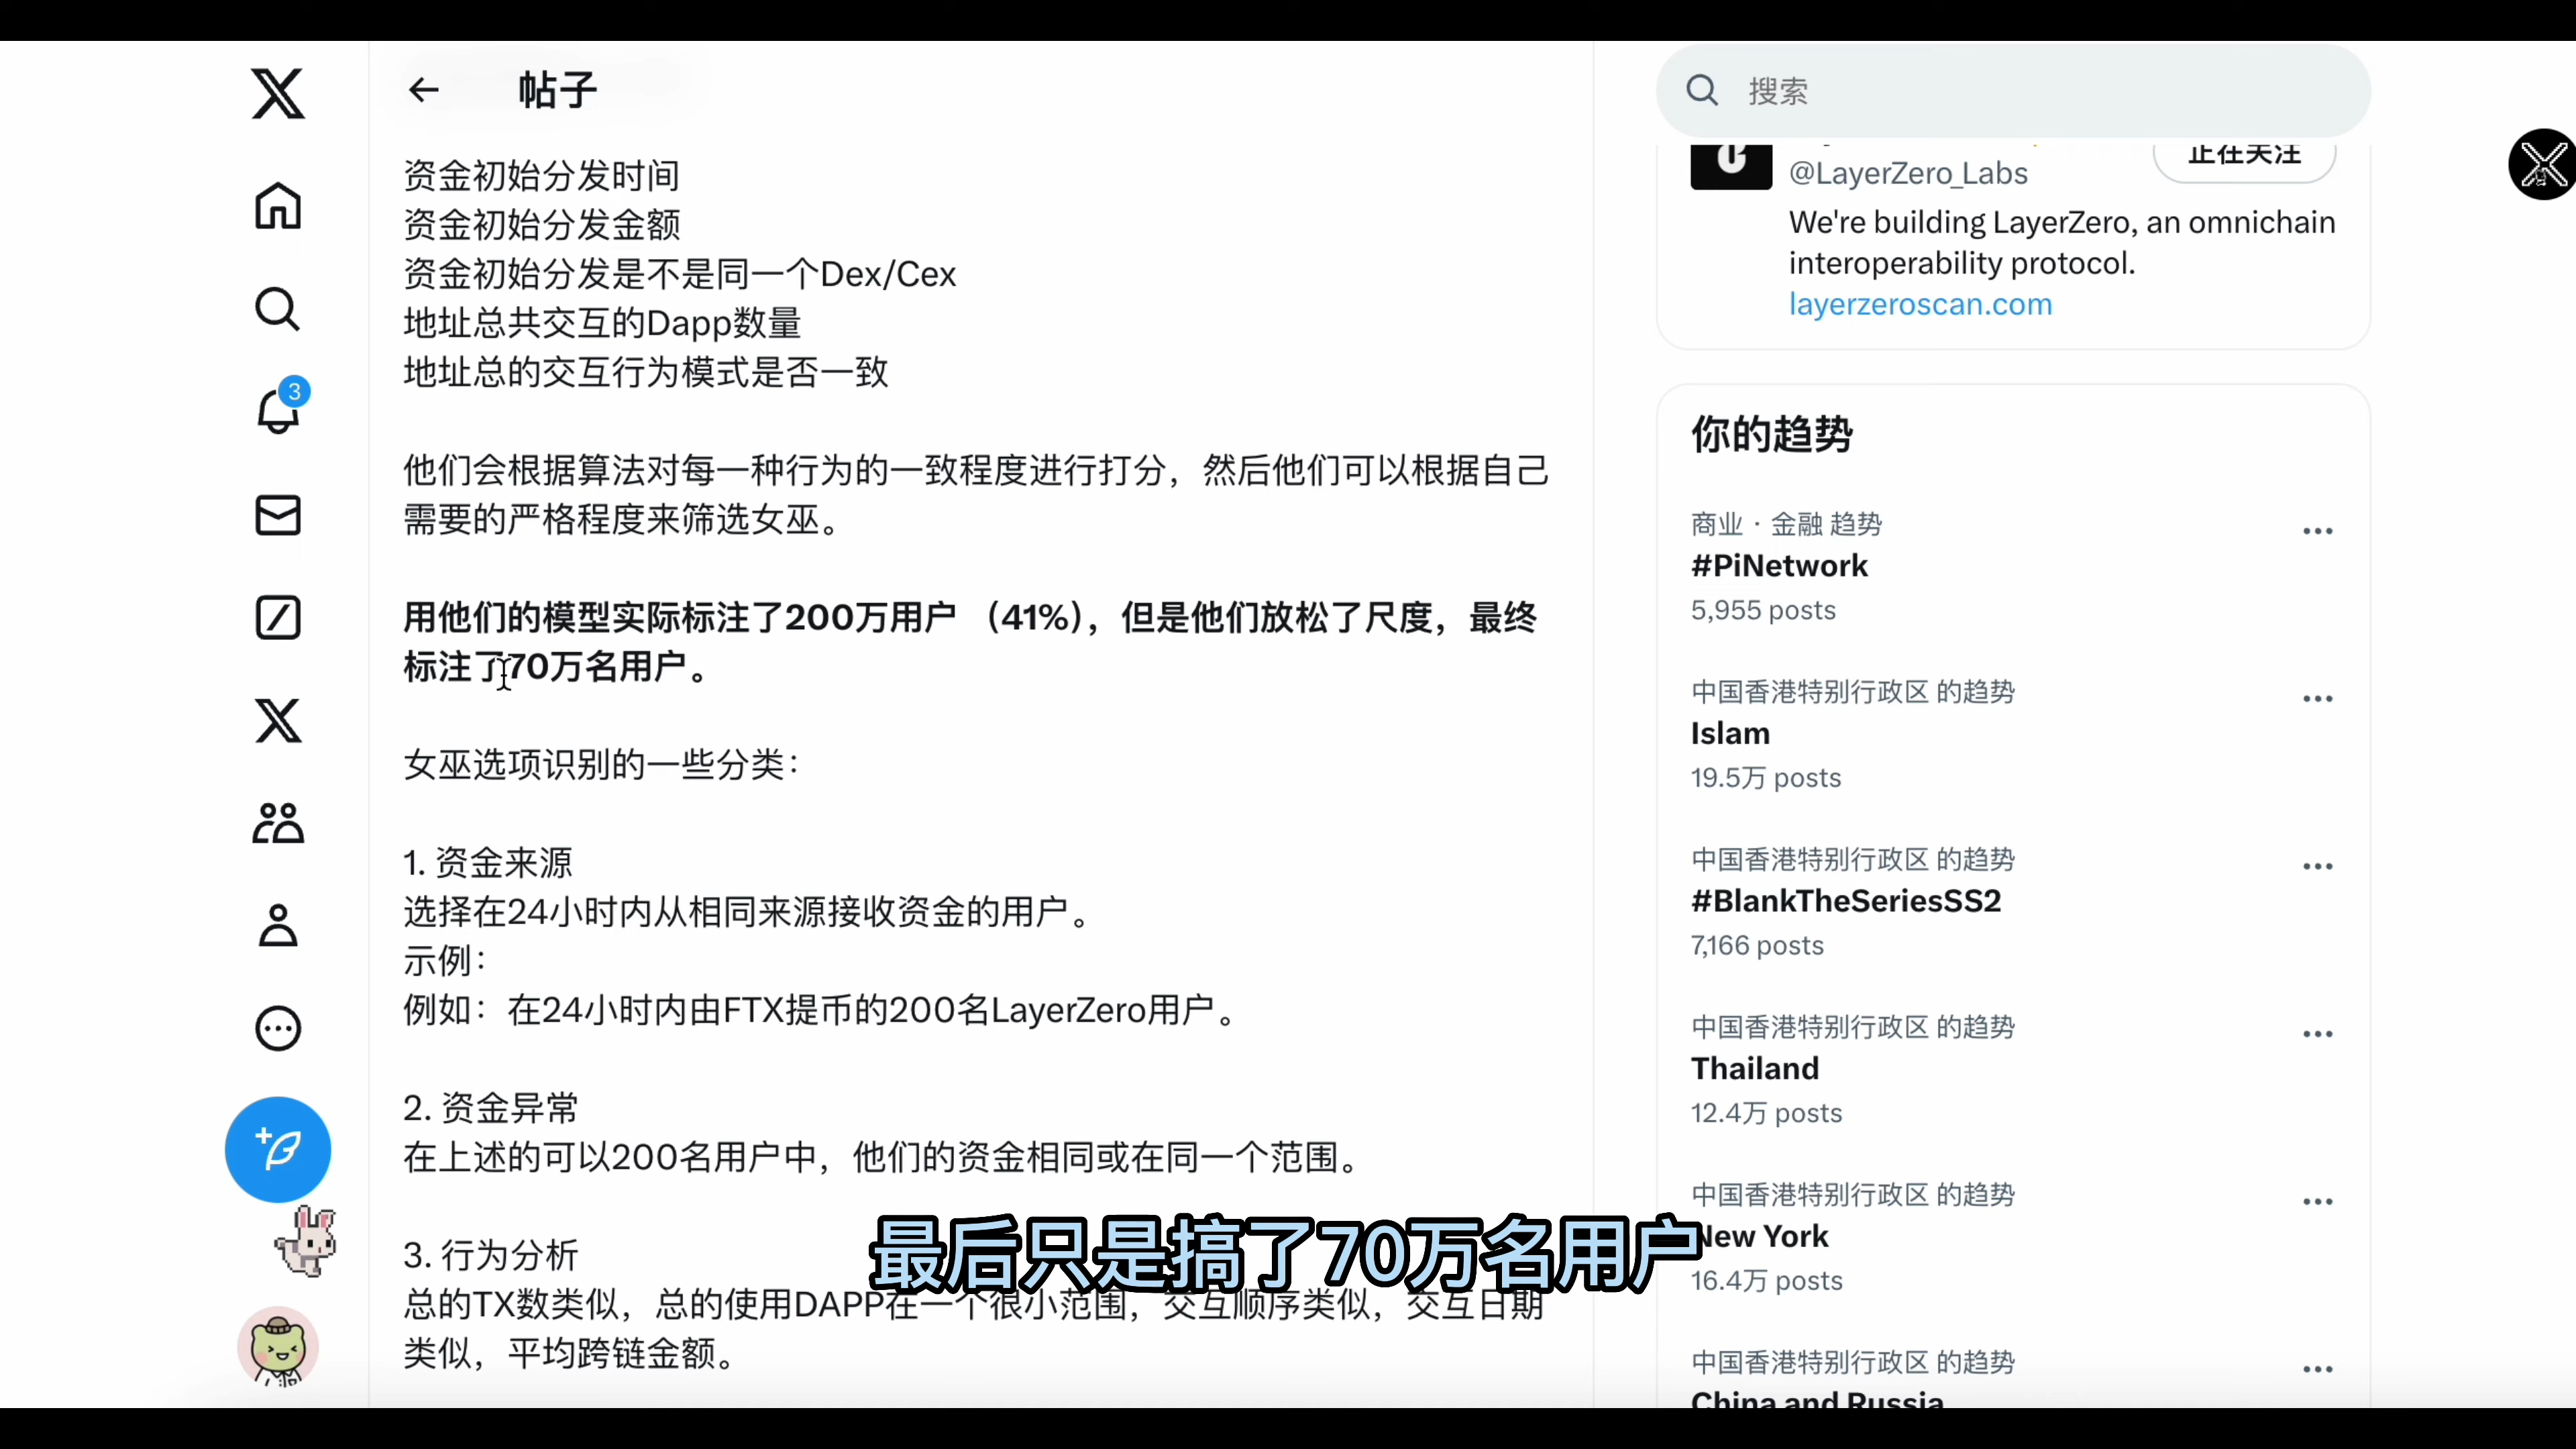 帖子
资金初始分发时间
资金初始分发金额
资金初始分发是不是同一个Dex/Cex
地址总共交互的Dapp数量
地址总的交互行为模式是否一致
他们会根据算法对每一种行为的一致程度进行打分，然后他们可以根据自己
需要的严格程度来筛选女巫。
用他们的模型实际标注了200万用户 （41%），但是他们放松了尺度，最终
标注了70万名用户。
女巫选项识别的一些分类：
1. 资金来源
选择在24小时内从相同来源接收资金的用户。
示例：
例如：在24小时内由FTX提币的200名LayerZero用户。
2. 资金异常
在上述的可以200名用户中，他们的资金相同或在同一个范围。
3. 行为分析
总的TX数类似，总的使用DAPP在一个很小范围，交互顺序类似，交互日期
类似，平均跨链金额。
最后只是搞了70万名用户
3
搜索
正在关注
@LayerZero_Labs
We're building LayerZero, an omnichain
interoperability protocol.
layerzeroscan.com
你的趋势
商业 · 金融 趋势
#PiNetwork
5,955 posts
中国香港特别行政区 的趋势
Islam
19.5万 posts
中国香港特别行政区 的趋势
#BlankTheSeriesSS2
7,166 posts
中国香港特别行政区 的趋势
Thailand
12.4万 posts
中国香港特别行政区 的趋势
New York
16.4万 posts
中国香港特别行政区 的趋势
China and Russia